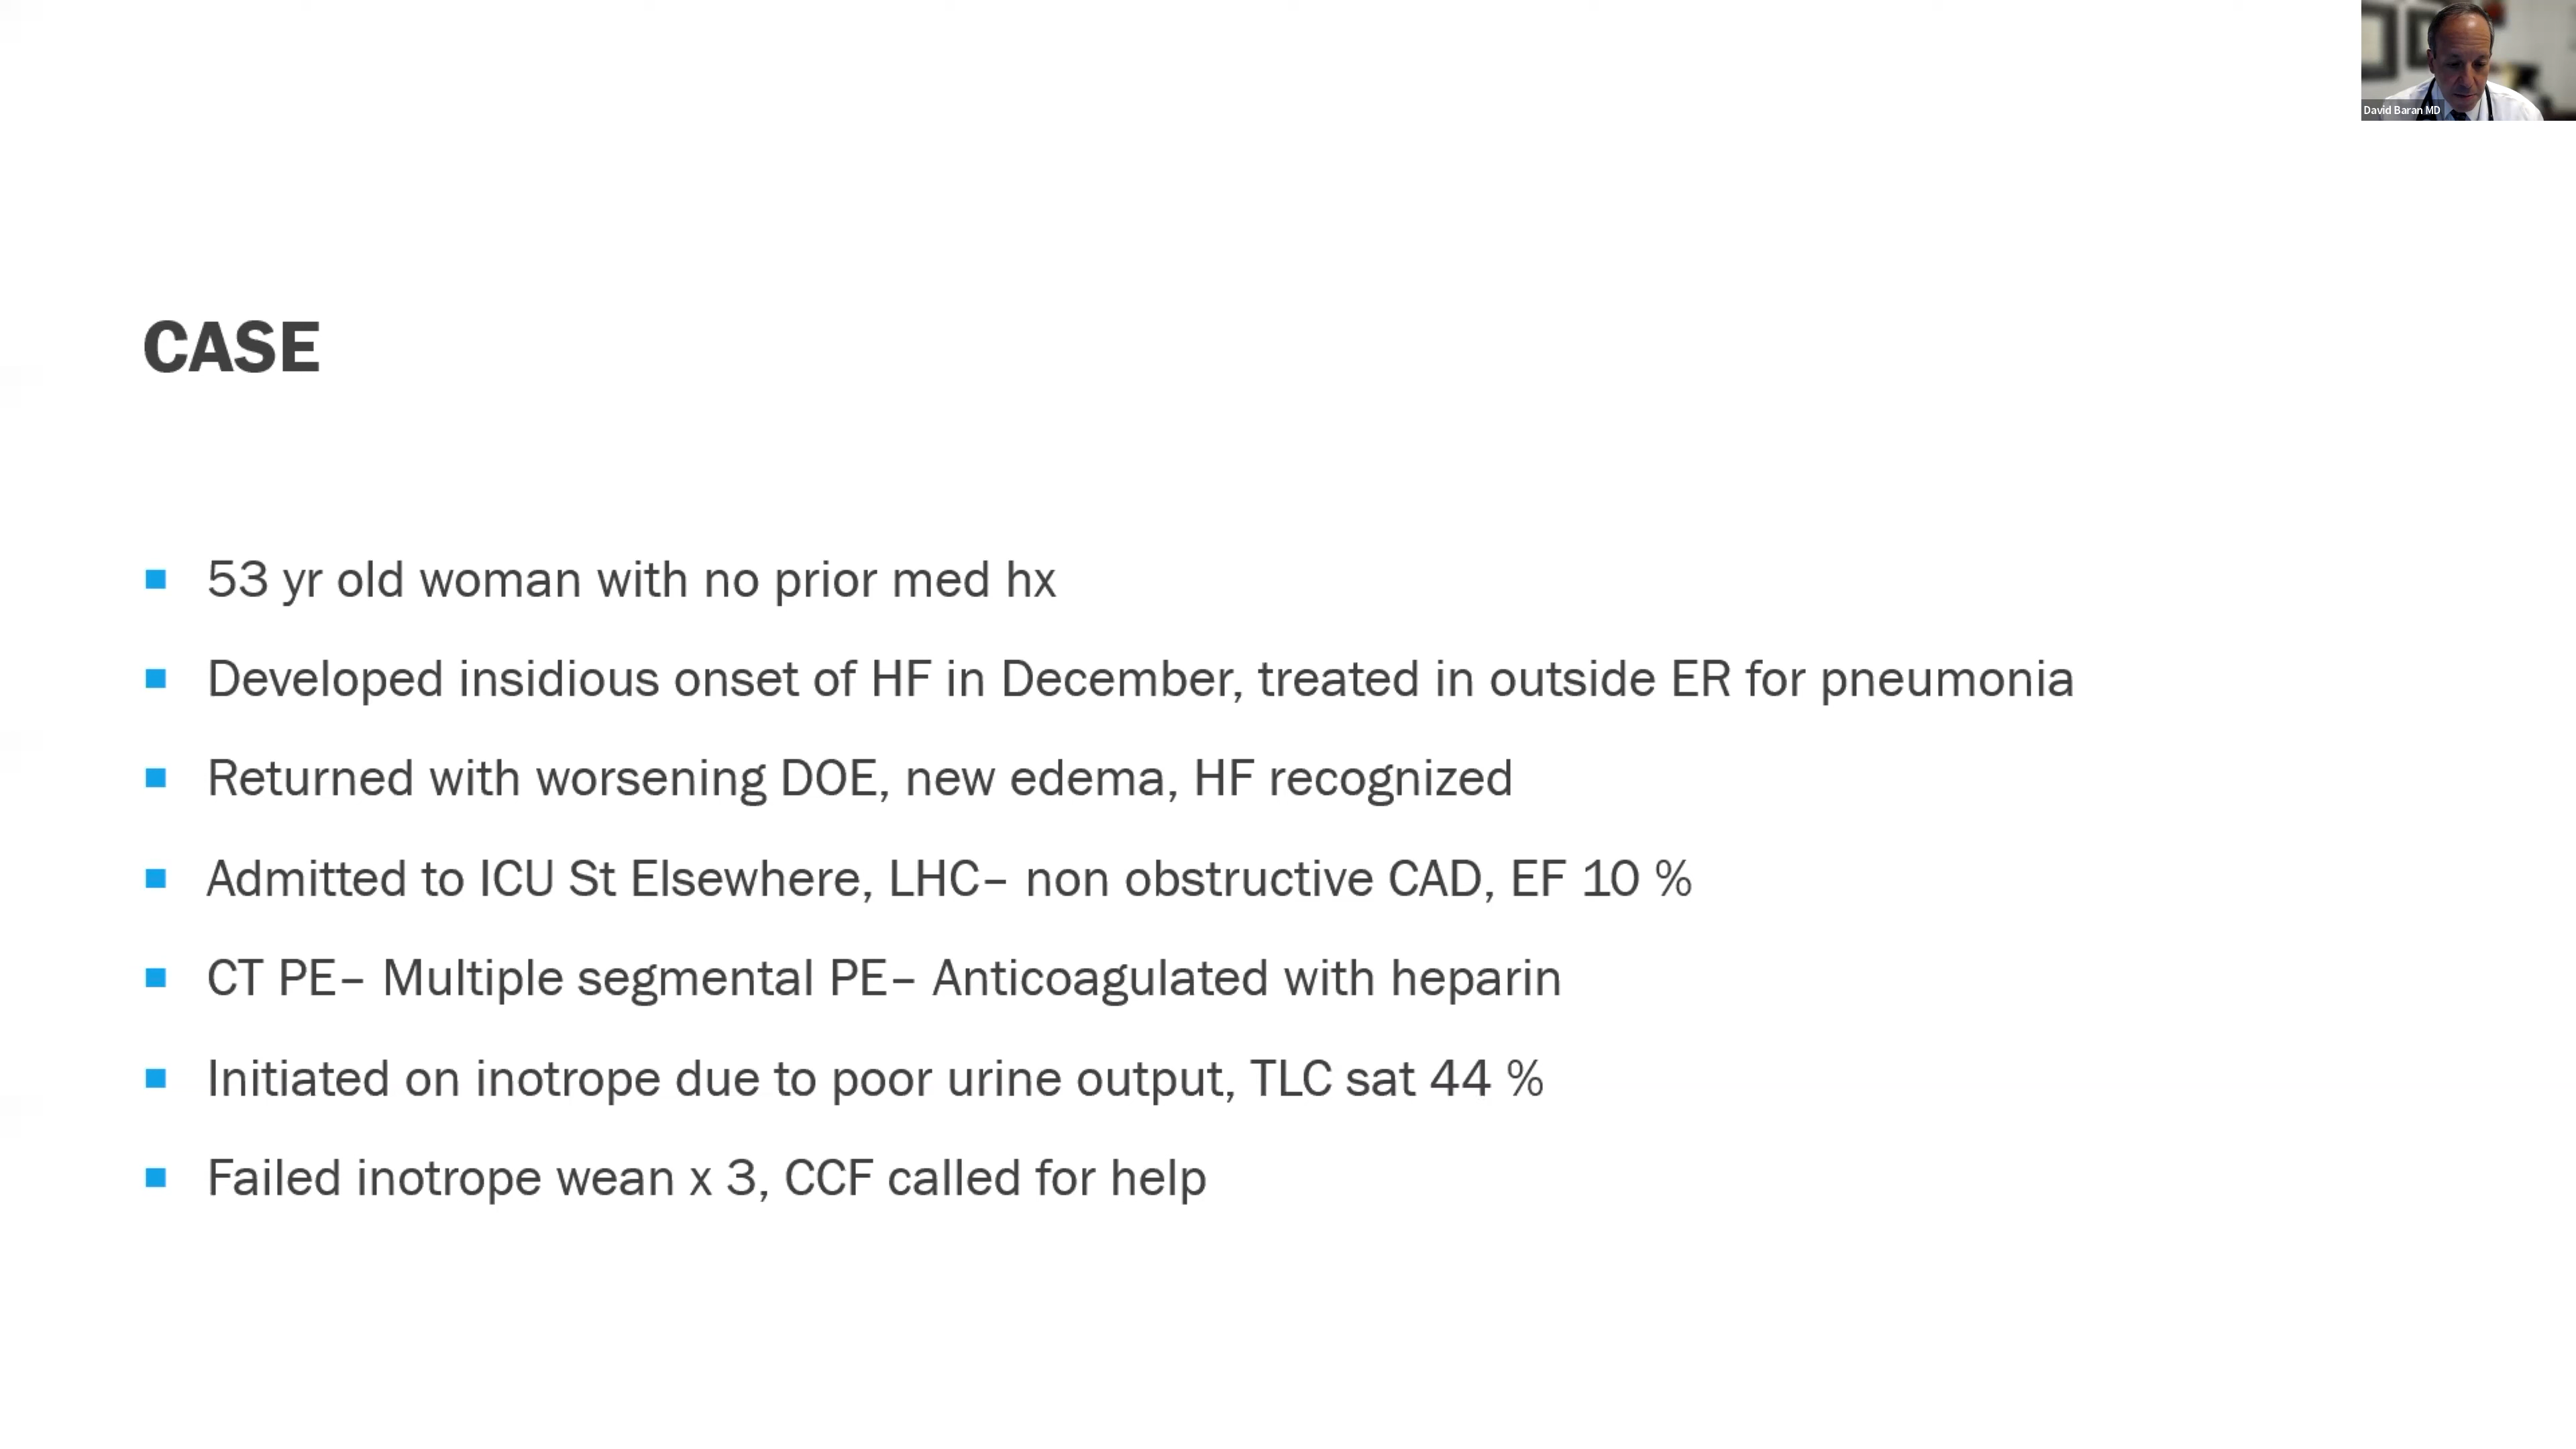 David Baran MD
CASE
53 yr old woman with no prior med hx
Developed insidious onset of HF in December, treated in outside ER for pneumonia
Returned with worsening DOE, new edema, HF recognized
Admitted to ICU St Elsewhere, LHC– non obstructive CAD, EF 10 %
CT PE– Multiple segmental PE– Anticoagulated with heparin
Initiated on inotrope due to poor urine output, TLC sat 44 %
Failed inotrope wean x 3, CCF called for help